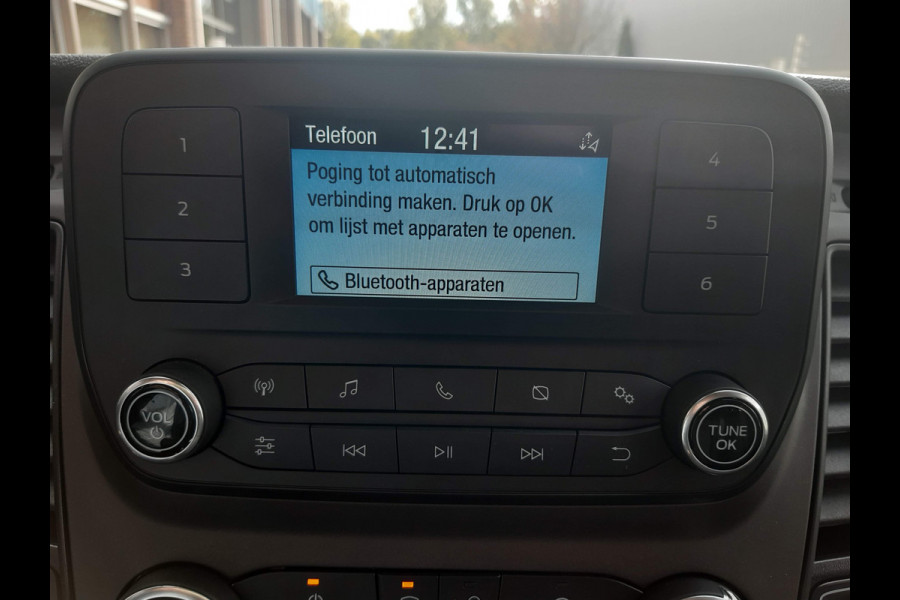 Telefoon 12:41
Poging tot automatisch
verbinding maken. Druk op OK
om lijst met apparaten te openen.
Bluetooth-apparaten
1
2
3
4
5
6
VOL
TUNE
OK